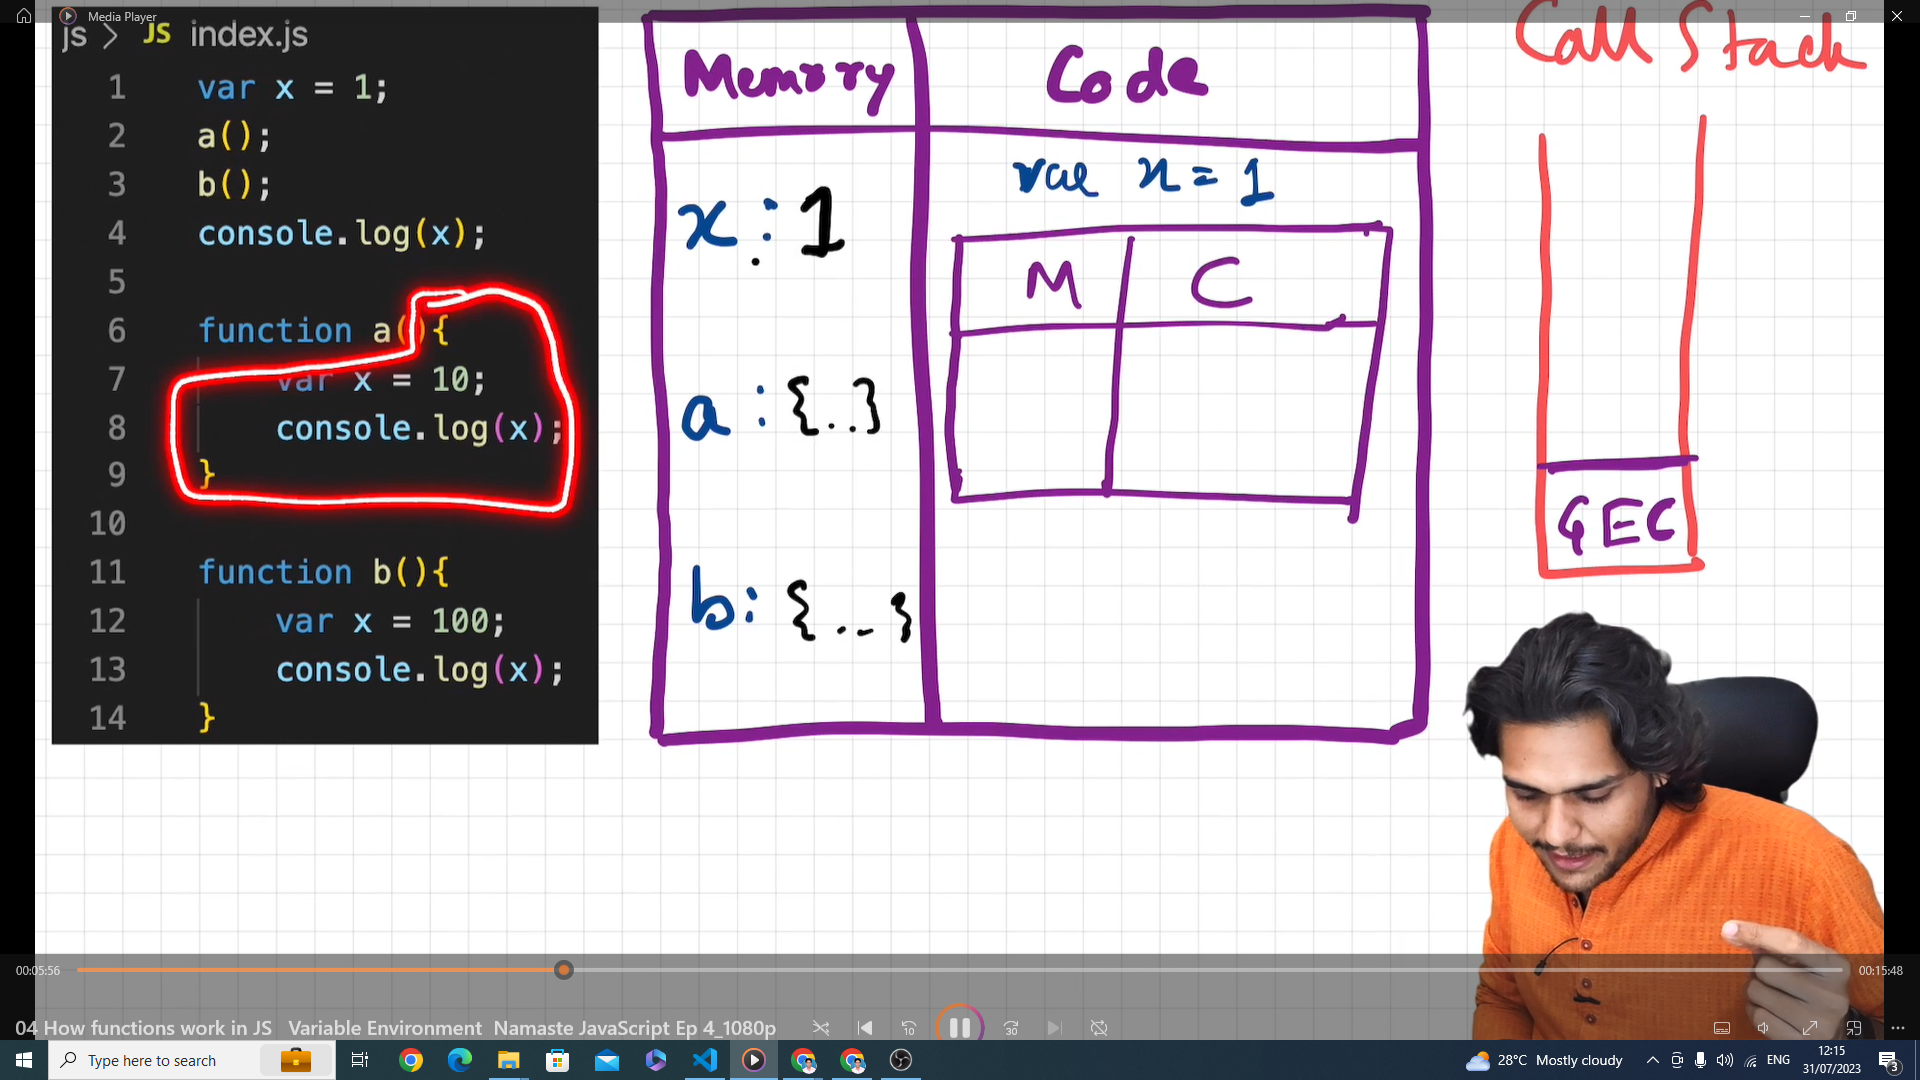 Media Player
js > JS index.js
1 var x = 1;
2 a();
3 b();
4 console.log(x);
5
6 function a(){
7 var x = 10;
8 console.log(x);
9 }
10
11 function b(){
12 var x = 100;
13 console.log(x);
14 }
Memory Code
var x = 1
x : 1
M C
a : {..}
b : {...}
Call Stack
GEC
00:05:56
00:15:48
04 How functions work in JS Variable Environment Namaste JavaScript Ep 4_1080p
10
30
Type here to search
28°C Mostly cloudy
ENG
12:15
31/07/2023
3